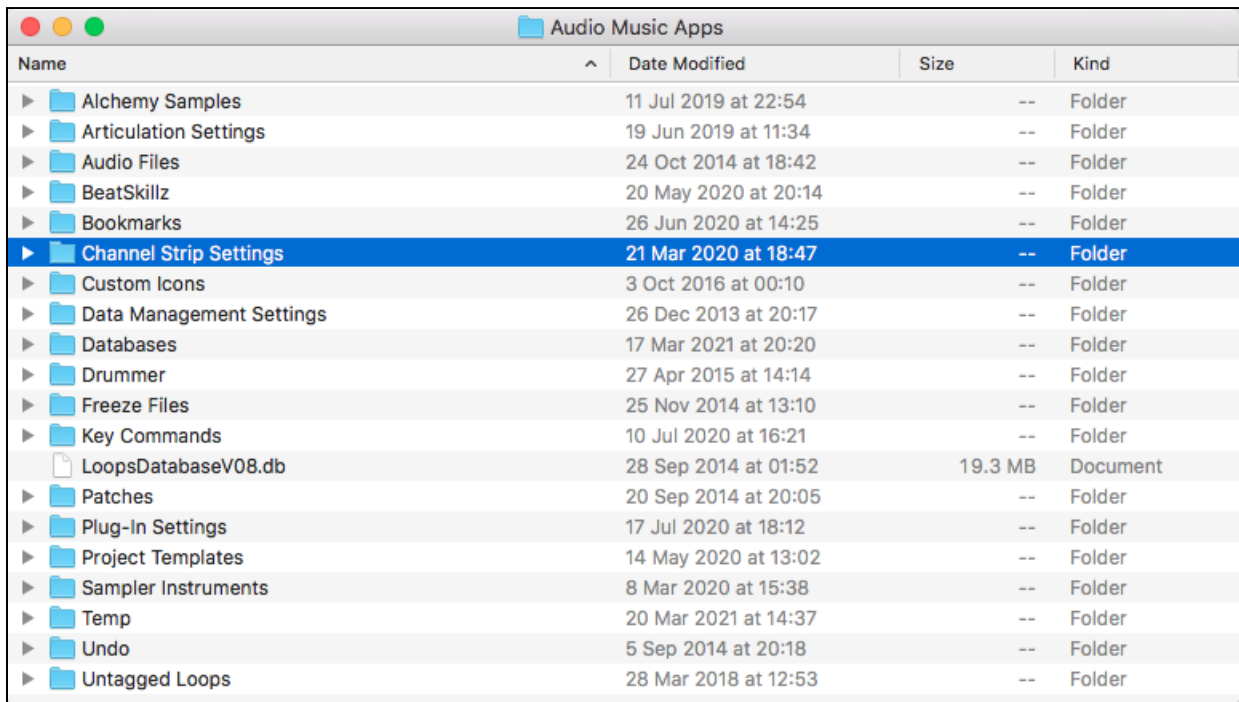 Audio Music Apps
Name Date Modified Size Kind
Alchemy Samples 11 Jul 2019 at 22:54 -- Folder
Articulation Settings 19 Jun 2019 at 11:34 -- Folder
Audio Files 24 Oct 2014 at 18:42 -- Folder
BeatSkillz 20 May 2020 at 20:14 -- Folder
Bookmarks 26 Jun 2020 at 14:25 -- Folder
Channel Strip Settings 21 Mar 2020 at 18:47 -- Folder
Custom Icons 3 Oct 2016 at 00:10 -- Folder
Data Management Settings 26 Dec 2013 at 20:17 -- Folder
Databases 17 Mar 2021 at 20:20 -- Folder
Drummer 27 Apr 2015 at 14:14 -- Folder
Freeze Files 25 Nov 2014 at 13:10 -- Folder
Key Commands 10 Jul 2020 at 16:21 -- Folder
LoopsDatabaseV08.db 28 Sep 2014 at 01:52 19.3 MB Document
Patches 20 Sep 2014 at 20:05 -- Folder
Plug-In Settings 17 Jul 2020 at 18:12 -- Folder
Project Templates 14 May 2020 at 13:02 -- Folder
Sampler Instruments 8 Mar 2020 at 15:38 -- Folder
Temp 20 Mar 2021 at 14:37 -- Folder
Undo 5 Sep 2014 at 20:18 -- Folder
Untagged Loops 28 Mar 2018 at 12:53 -- Folder